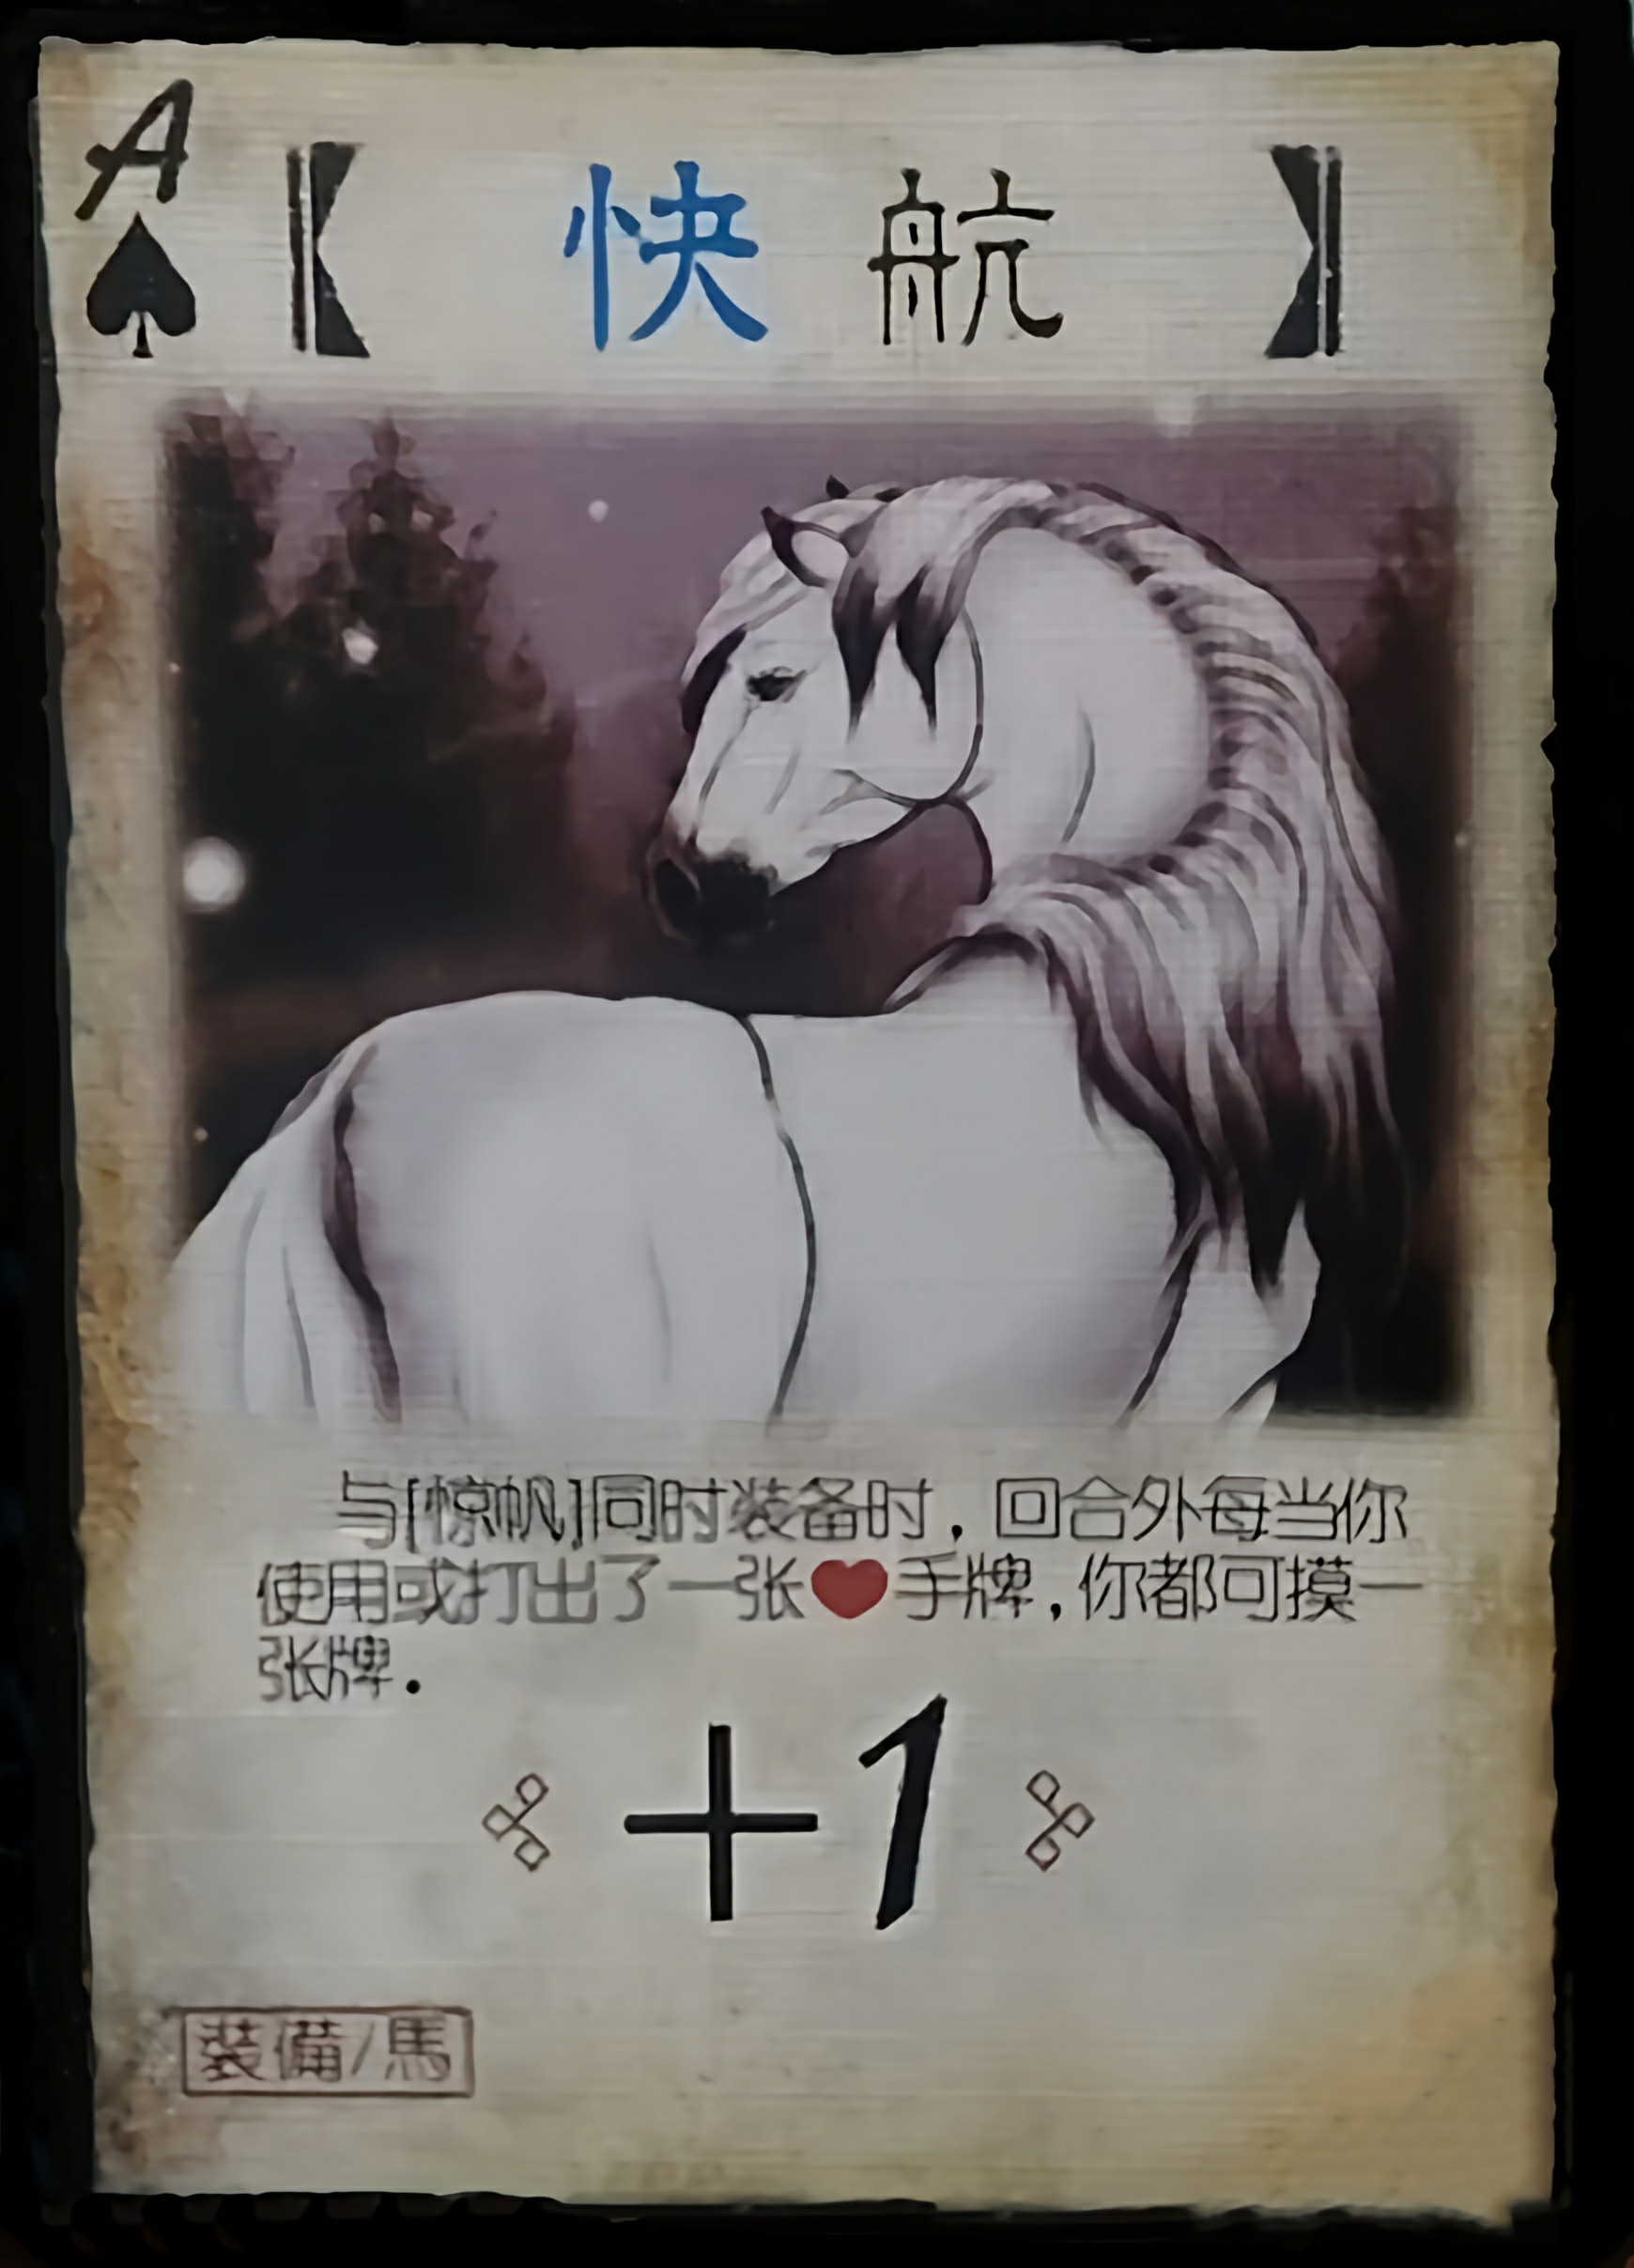 A
【快航】
与[惊帆]同时装备时，回合外每当你
使用或打出了一张♥手牌，你都可摸一
张牌.
+1
装備/馬